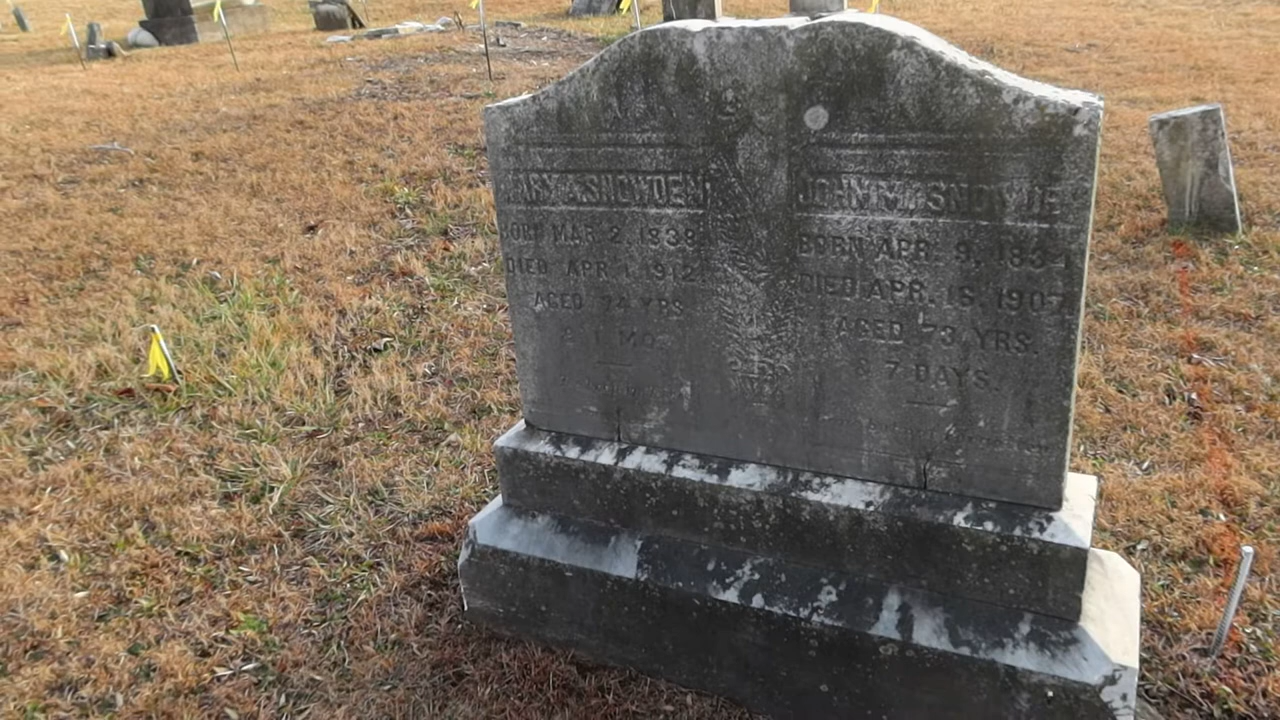 MARY A. SNOWDEN
BORN MAR. 2, 1838.
DIED APR. 1, 1912.
AGED 74 YRS.
& 1 MO.
JOHN M. SNOWDE
BORN APR. 9, 1834
DIED APR. 16, 1907
AGED 73 YRS.
7 DAYS.